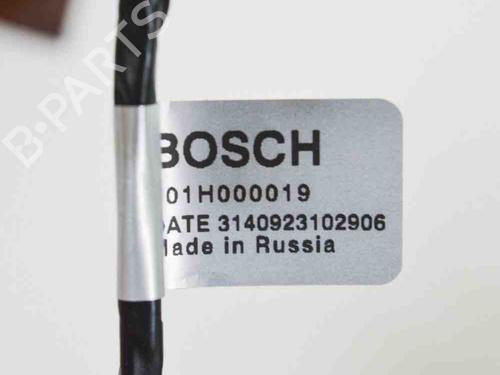 B-PARTS
BOSCH
01H000019
DATE 3140923102906
Made in Russia